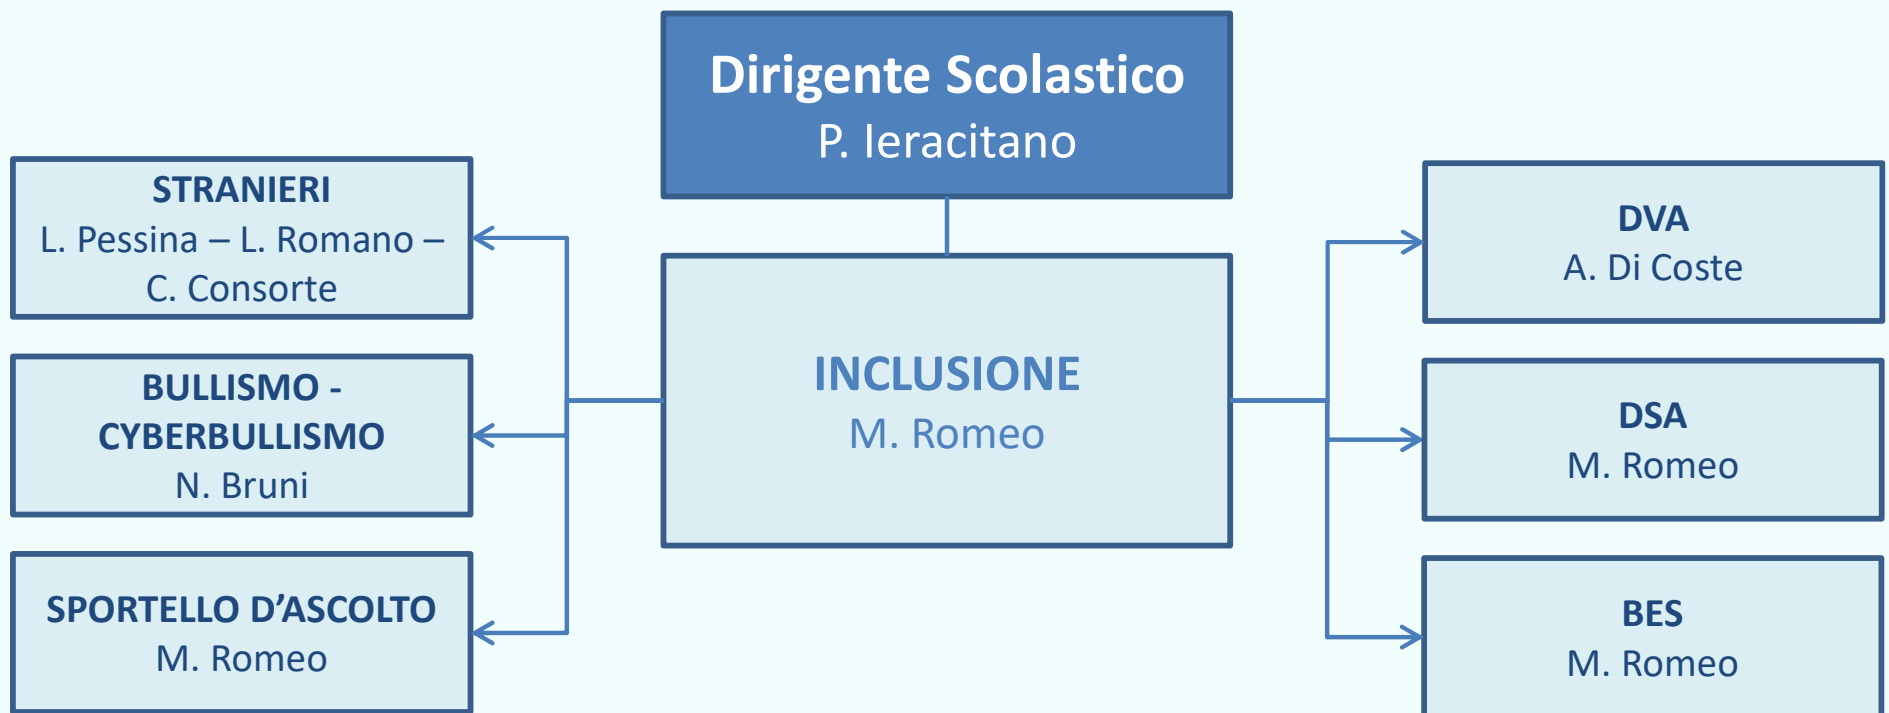 Dirigente Scolastico
P. Ieracitano
STRANIERI
L. Pessina – L. Romano –
C. Consorte
BULLISMO -
CYBERBULLISMO
N. Bruni
SPORTELLO D’ASCOLTO
M. Romeo
INCLUSIONE
M. Romeo
DVA
A. Di Coste
DSA
M. Romeo
BES
M. Romeo